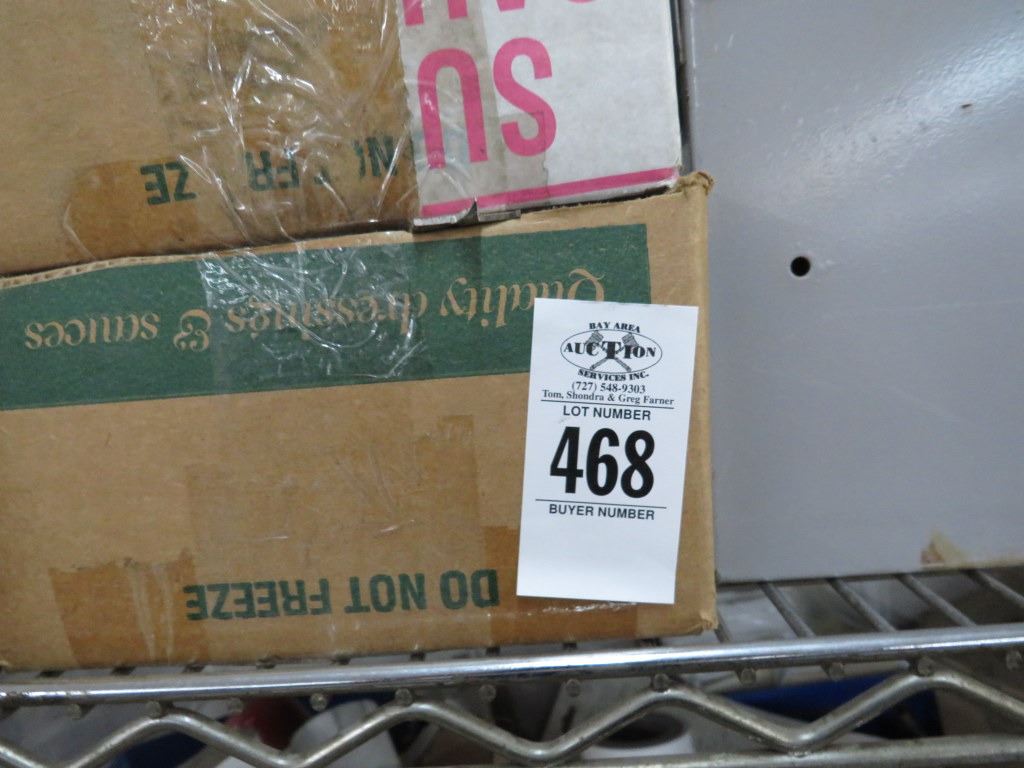 SU
FREEZE
Quality dressings & sauces
BAY AREA
AUCTION
SERVICES INC.
(727) 548-9303
Tom, Shondra & Greg Farner
LOT NUMBER
468
BUYER NUMBER
DO NOT FREEZE